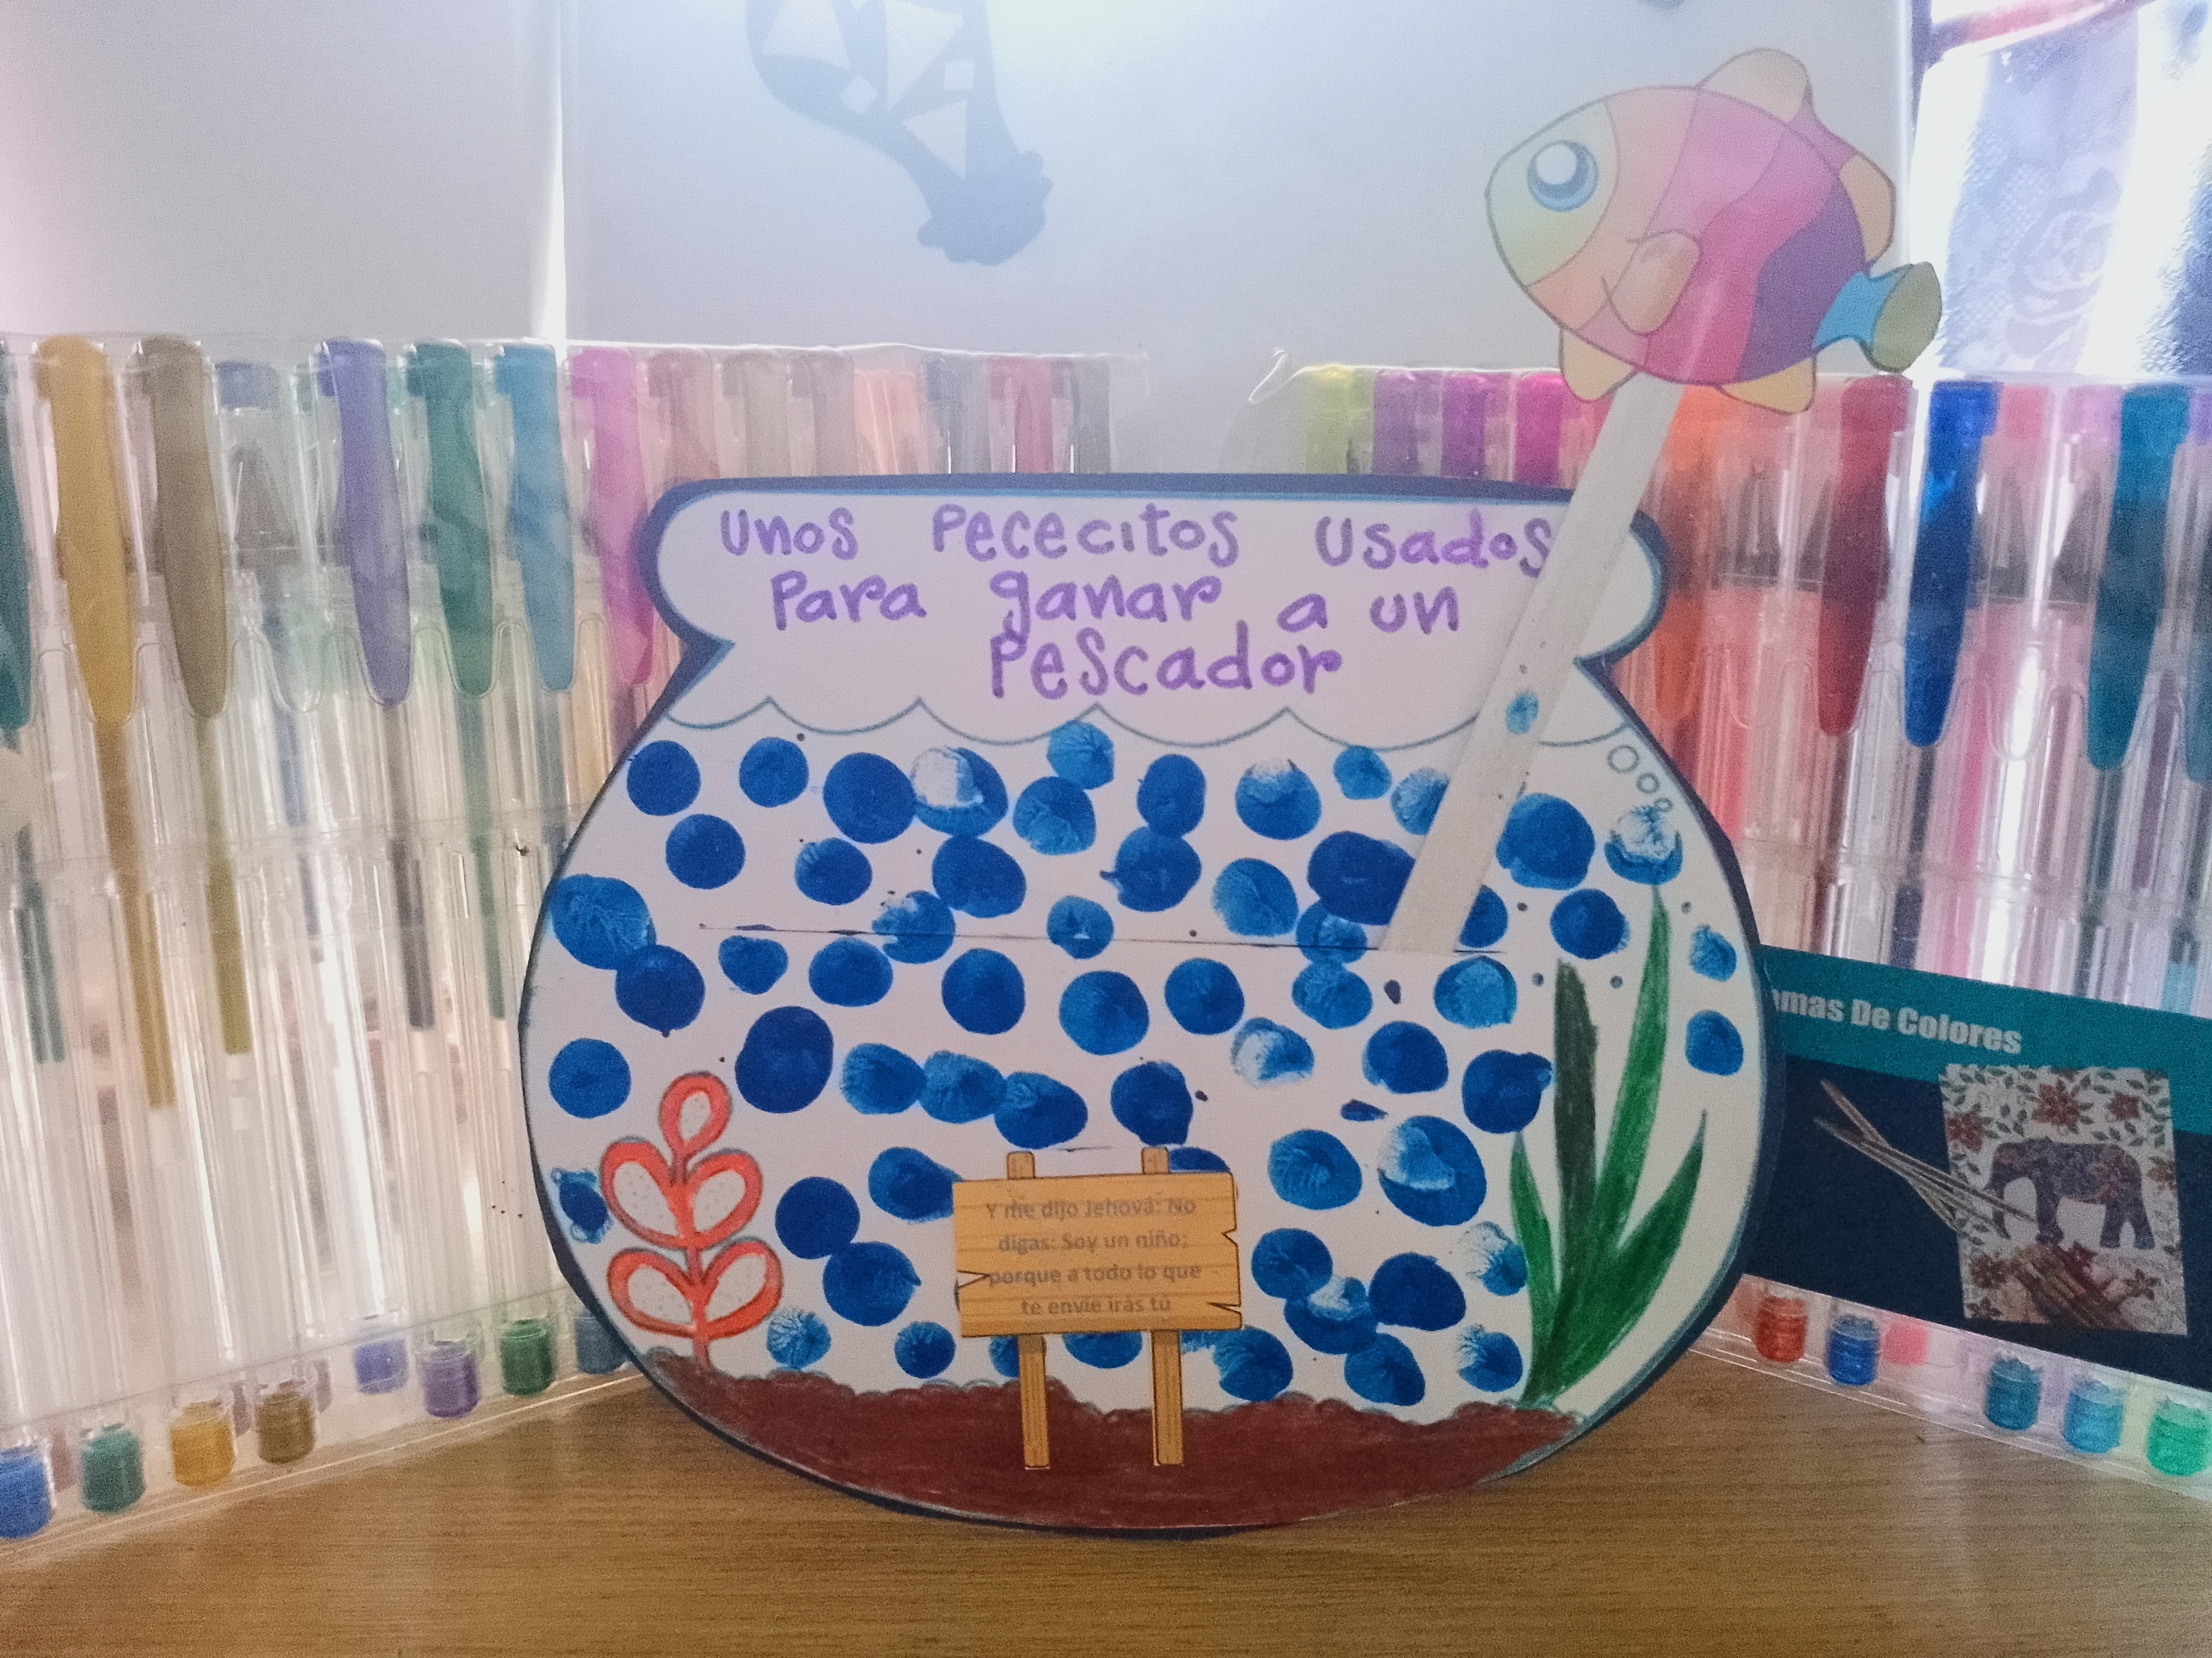 Unos Pececitos Usados
Para ganar a un
Pescador
Y me dijo Jehová: No
digas: Soy un niño;
porque a todo lo que
te envíe irás tú
amas De Colores